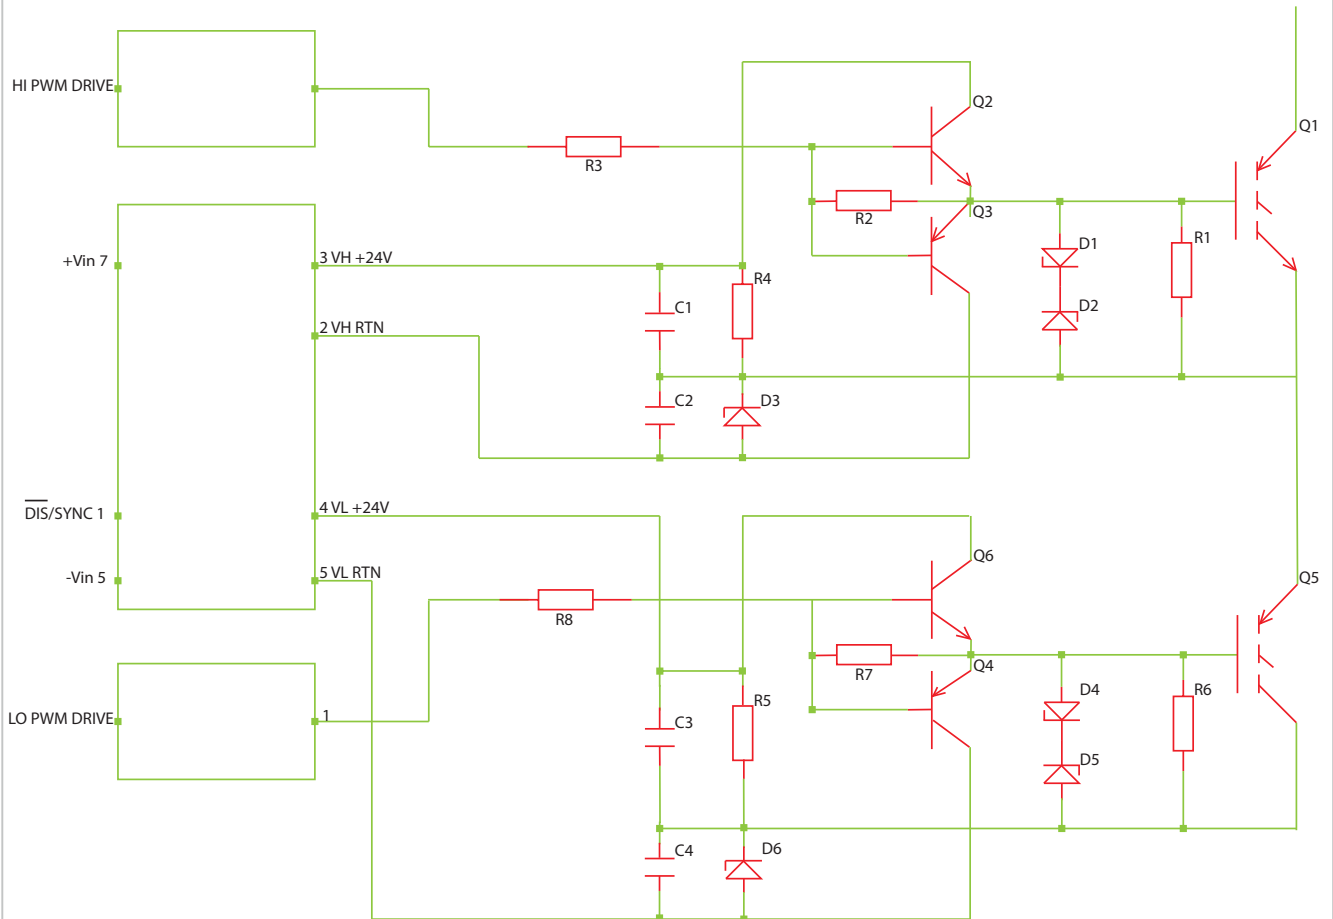 HI PWM DRIVE
Q2
Q1
R3
R2
Q3
+Vin 7
3 VH +24V
R4
D1
R1
2 VH RTN
C1
D2
C2
D3
DIS/SYNC 1
4 VL +24V
-Vin 5
5 VL RTN
Q6
Q5
R8
R7
Q4
LO PWM DRIVE
1
R5
D4
R6
C3
D5
C4
D6